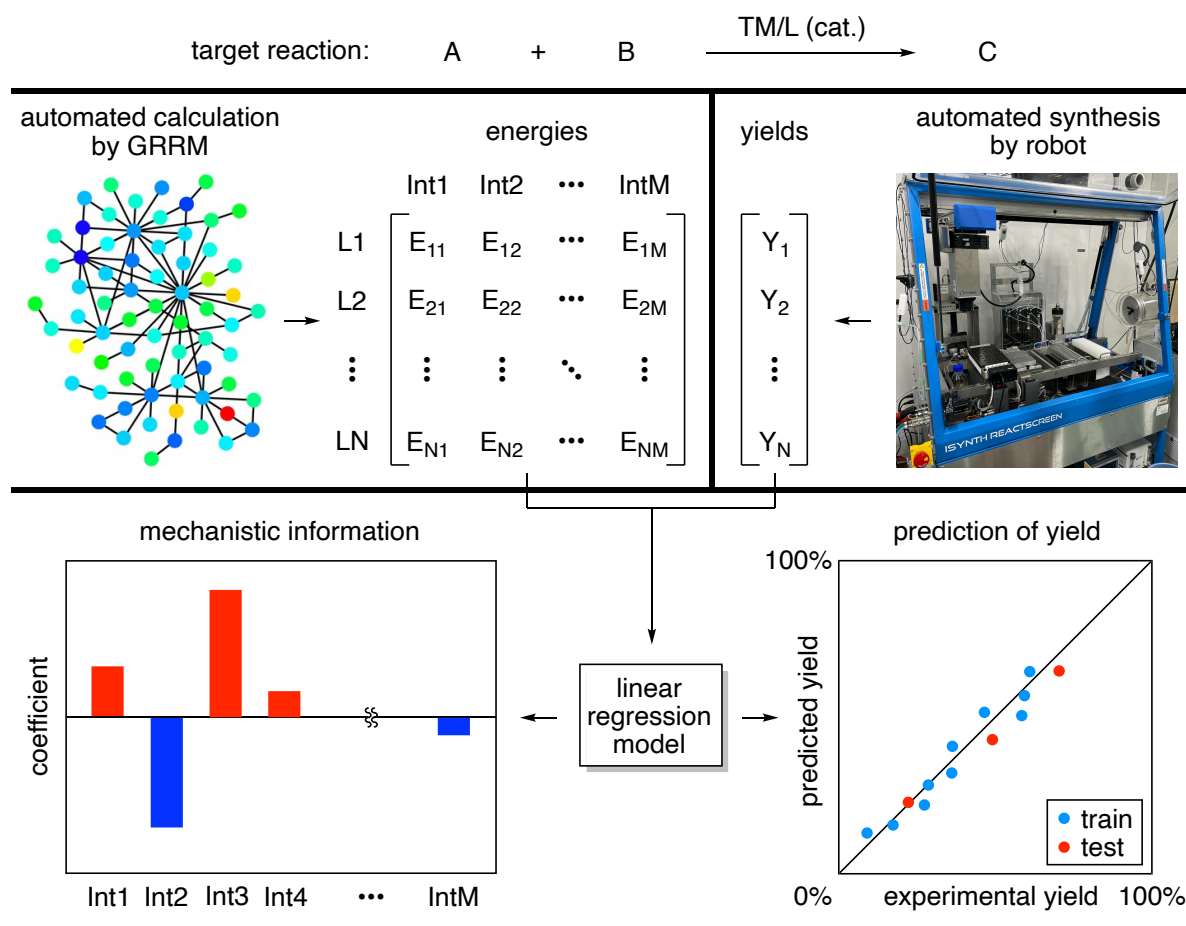 target reaction: A + B TM/L (cat.) C
automated calculation
by GRRM
energies
Int1 Int2 ••• IntM
L1 E11 E12 ••• E1M
L2 E21 E22 ••• E2M
LN EN1 EN2 ••• ENM
yields
Y1
Y2
YN
automated synthesis
by robot
ISYNTH REACTSCREEN
mechanistic information
coefficient
Int1 Int2 Int3 Int4 ••• IntM
linear
regression
model
prediction of yield
100%
predicted yield
train
test
0% experimental yield 100%